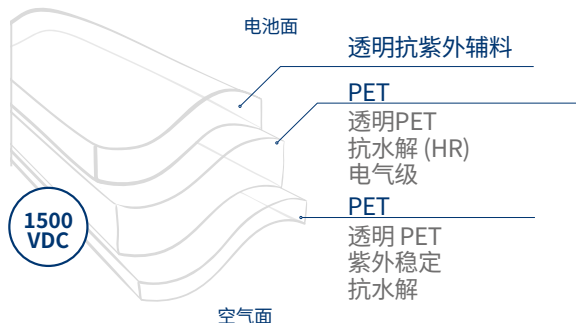 电池面
透明抗紫外辅料
PET
透明PET
抗水解 (HR)
电气级
PET
透明 PET
紫外稳定
抗水解
1500
VDC
空气面